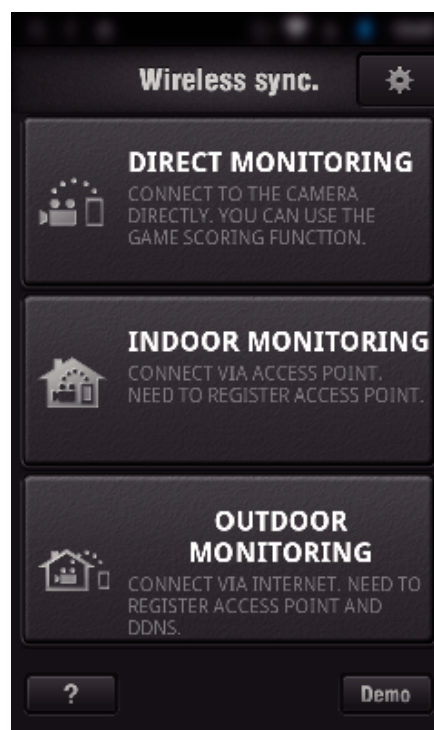 Wireless sync.
DIRECT MONITORING
CONNECT TO THE CAMERA
DIRECTLY. YOU CAN USE THE
GAME SCORING FUNCTION.
INDOOR MONITORING
CONNECT VIA ACCESS POINT.
NEED TO REGISTER ACCESS POINT.
OUTDOOR
MONITORING
CONNECT VIA INTERNET. NEED TO
REGISTER ACCESS POINT AND
DDNS.
?
Demo